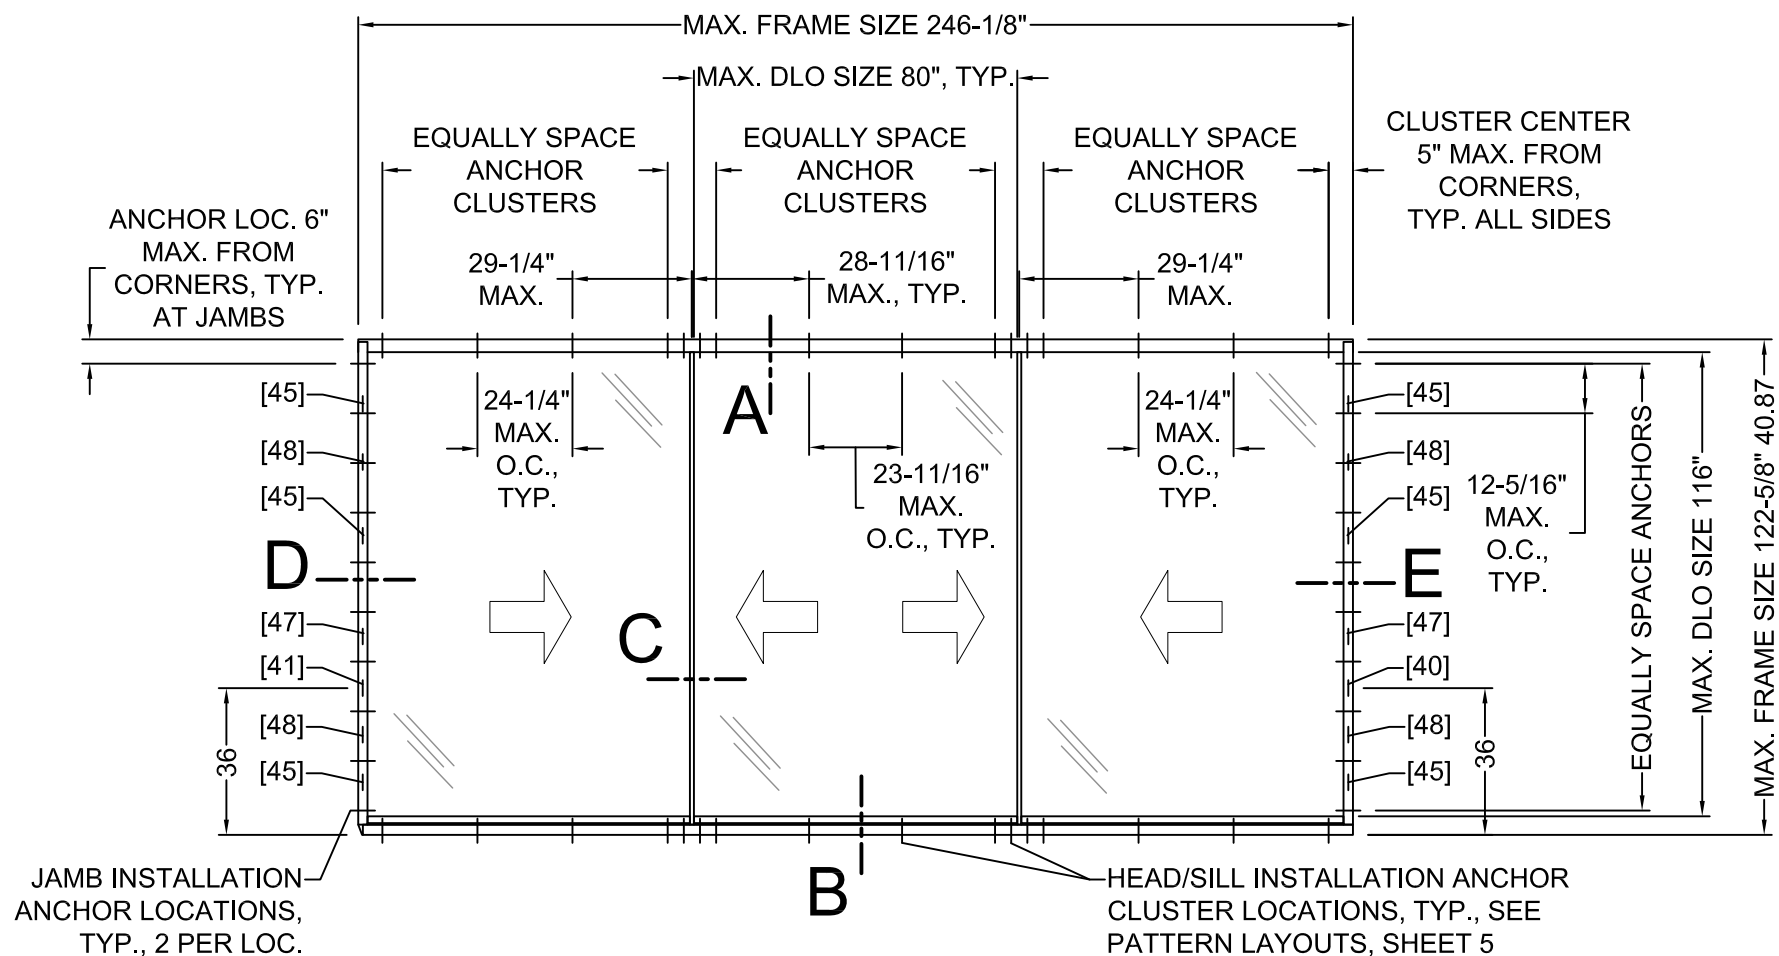 MAX. FRAME SIZE 246-1/8"
MAX. DLO SIZE 80", TYP.
EQUALLY SPACE
ANCHOR
CLUSTERS
EQUALLY SPACE
ANCHOR
CLUSTERS
EQUALLY SPACE
ANCHOR
CLUSTERS
CLUSTER CENTER
5" MAX. FROM
CORNERS,
TYP. ALL SIDES
ANCHOR LOC. 6"
MAX. FROM
CORNERS, TYP.
AT JAMBS
29-1/4"
MAX.
28-11/16"
MAX., TYP.
29-1/4"
MAX.
[45]
[48]
[45]
D
[47]
[41]
[48]
[45]
36
24-1/4"
MAX.
O.C.,
TYP.
A
23-11/16"
MAX.
O.C., TYP.
24-1/4"
MAX.
O.C.,
TYP.
C
B
[45]
[48]
[45]
E
[47]
[40]
[48]
[45]
36
12-5/16"
MAX.
O.C.,
TYP.
EQUALLY SPACE ANCHORS
MAX. DLO SIZE 116"
MAX. FRAME SIZE 122-5/8" 40.87
JAMB INSTALLATION
ANCHOR LOCATIONS,
TYP., 2 PER LOC.
HEAD/SILL INSTALLATION ANCHOR
CLUSTER LOCATIONS, TYP., SEE
PATTERN LAYOUTS, SHEET 5